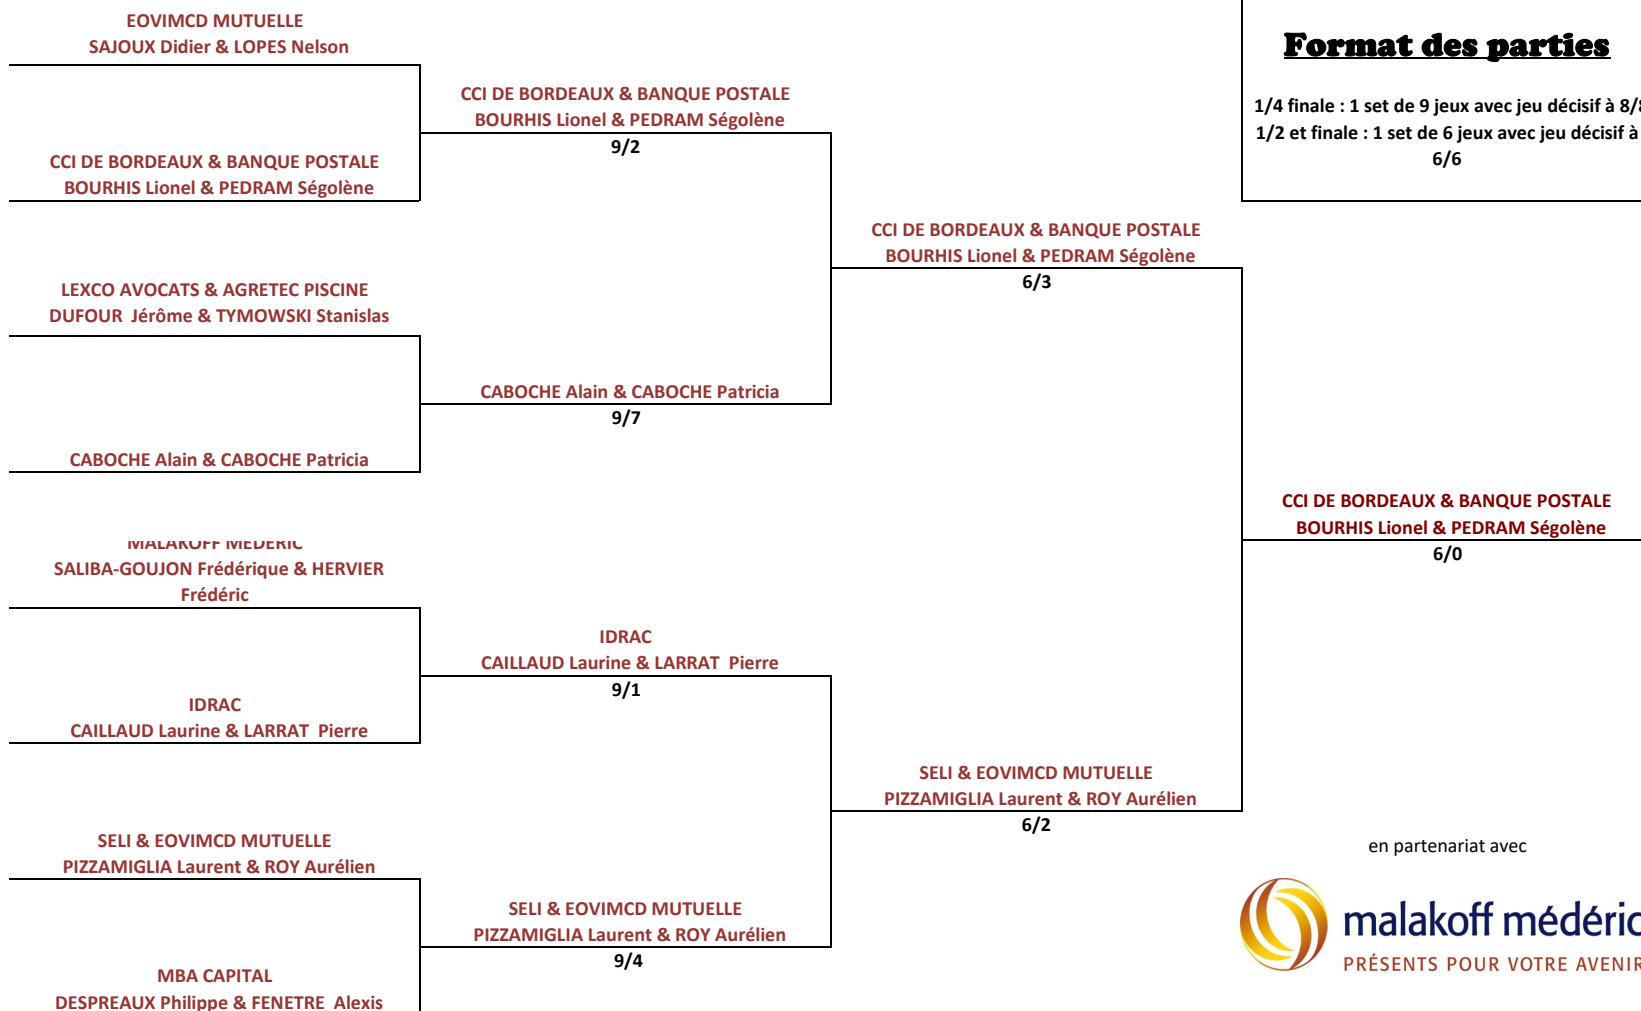 EOVIMCD MUTUELLE
SAJOUX Didier & LOPES Nelson
CCI DE BORDEAUX & BANQUE POSTALE
BOURHIS Lionel & PEDRAM Ségolène
LEXCO AVOCATS & AGRETEC PISCINE
DUFOUR Jérôme & TYMOWSKI Stanislas
CABOCHE Alain & CABOCHE Patricia
MALAKOFF MEDERIC
SALIBA-GOUJON Frédérique & HERVIER
Frédéric
IDRAC
CAILLAUD Laurine & LARRAT Pierre
SELI & EOVIMCD MUTUELLE
PIZZAMIGLIA Laurent & ROY Aurélien
MBA CAPITAL
DESPREAUX Philippe & FENETRE Alexis
CCI DE BORDEAUX & BANQUE POSTALE
BOURHIS Lionel & PEDRAM Ségolène
9/2
CABOCHE Alain & CABOCHE Patricia
9/7
IDRAC
CAILLAUD Laurine & LARRAT Pierre
9/1
SELI & EOVIMCD MUTUELLE
PIZZAMIGLIA Laurent & ROY Aurélien
9/4
CCI DE BORDEAUX & BANQUE POSTALE
BOURHIS Lionel & PEDRAM Ségolène
6/3
SELI & EOVIMCD MUTUELLE
PIZZAMIGLIA Laurent & ROY Aurélien
6/2
Format des parties
1/4 finale : 1 set de 9 jeux avec jeu décisif à 8/8
1/2 et finale : 1 set de 6 jeux avec jeu décisif à
6/6
CCI DE BORDEAUX & BANQUE POSTALE
BOURHIS Lionel & PEDRAM Ségolène
6/0
en partenariat avec
malakoff médéric
PRÉSENTS POUR VOTRE AVENIR